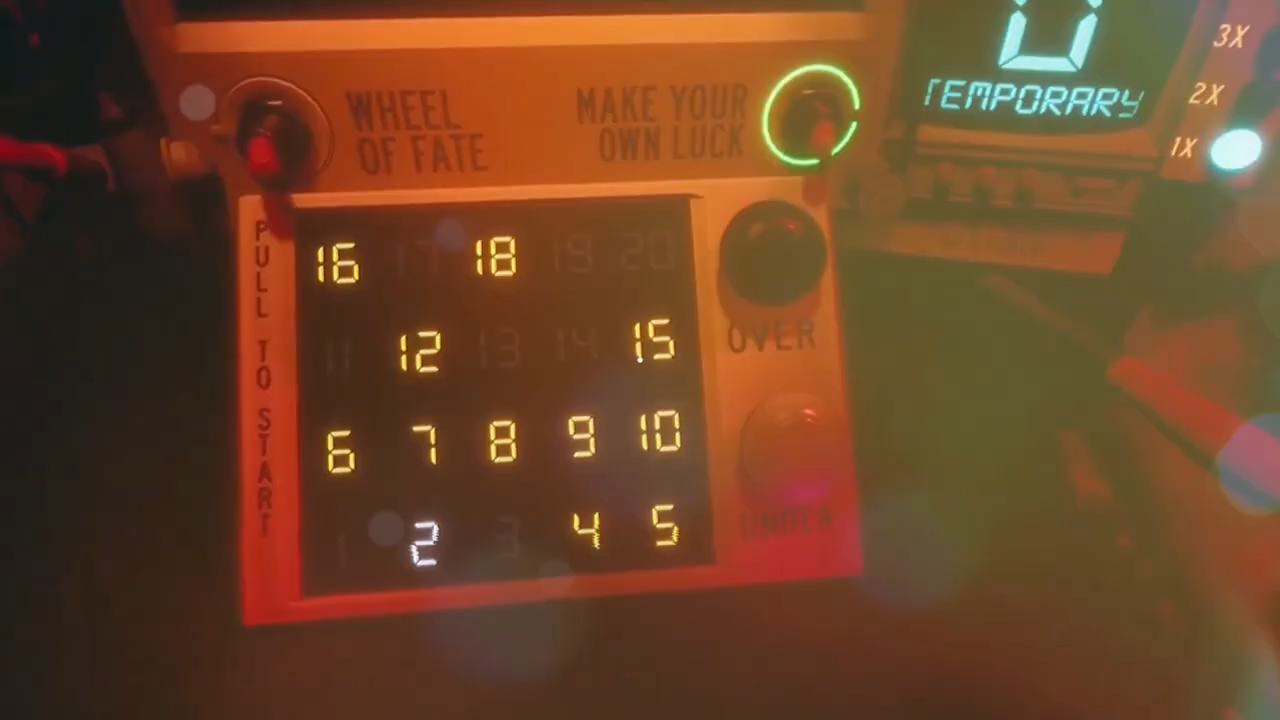 WHEEL
OF FATE
MAKE YOUR
OWN LUCK
TEMPORARY
3X
2X
1X
PULL TO START
16 17 18 19 20
11 12 13 14 15
6 7 8 9 10
1 2 3 4 5
OVER
UNDER